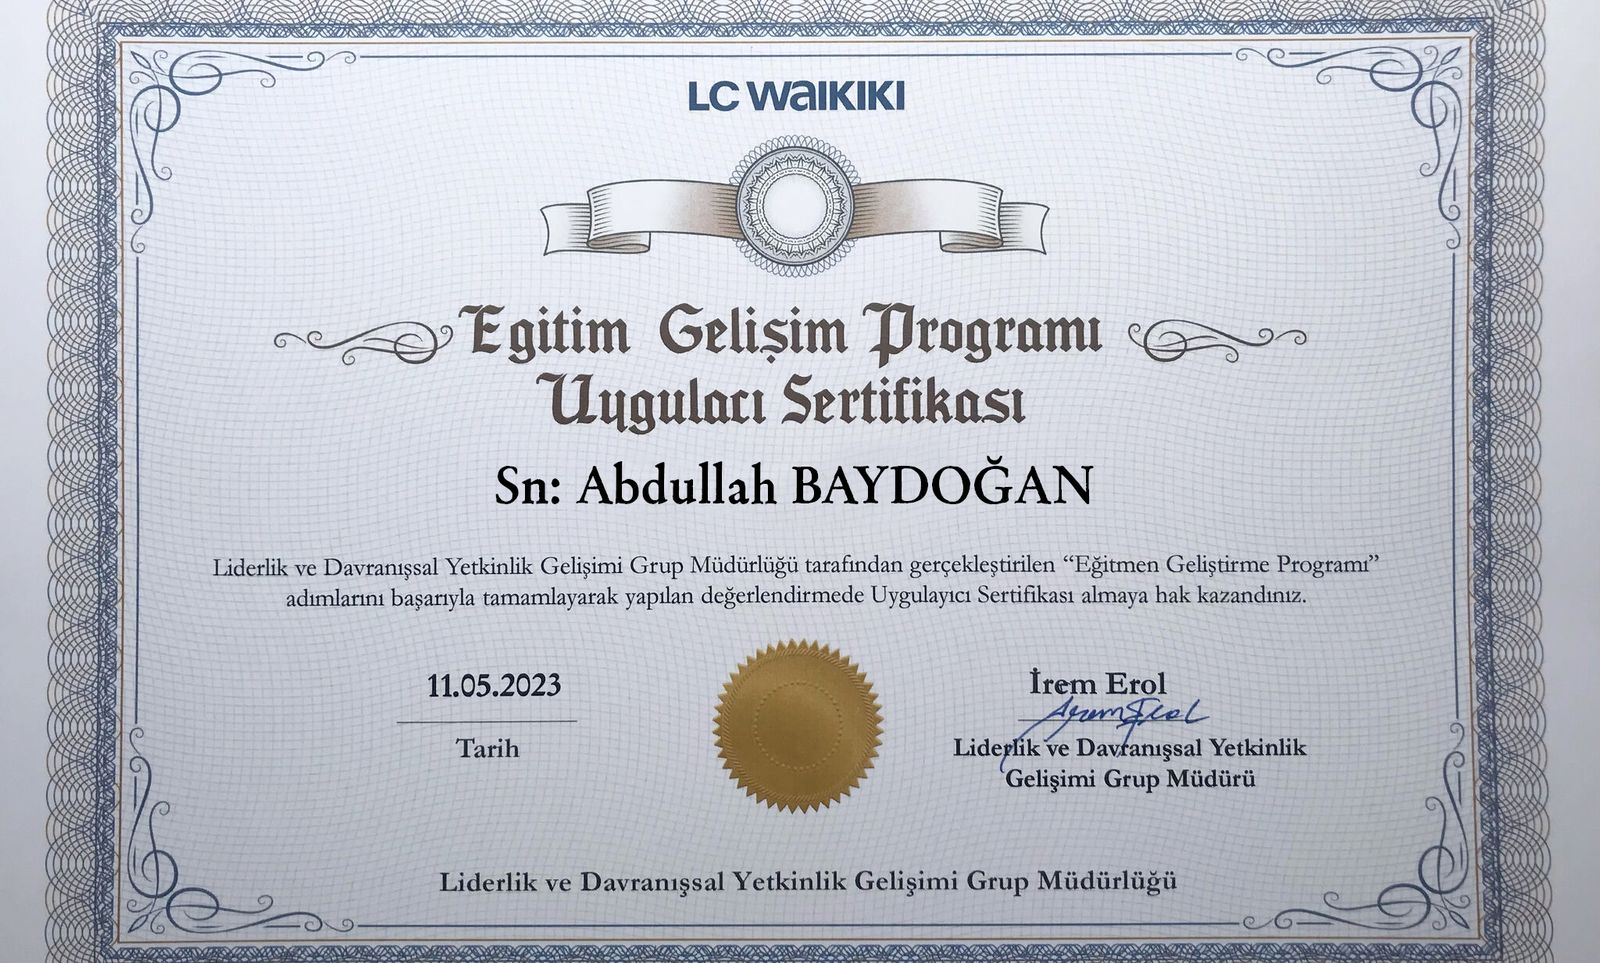 LC WAIKIKI
Egitim Gelişim Programı
Uygulacı Sertifikası
Sn: Abdullah BAYDOĞAN
Liderlik ve Davranışsal Yetkinlik Gelişimi Grup Müdürlüğü tarafından gerçekleştirilen “Eğitmen Geliştirme Programı”
adımlarını başarıyla tamamlayarak yapılan değerlendirmede Uygulayıcı Sertifikası almaya hak kazandınız.
11.05.2023
Tarih
İrem Erol
Liderlik ve Davranışsal Yetkinlik
Gelişimi Grup Müdürü
Liderlik ve Davranışsal Yetkinlik Gelişimi Grup Müdürlüğü